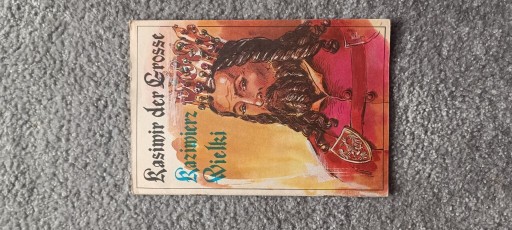 Kasimir der Grosse
Kazimierz
Wielki